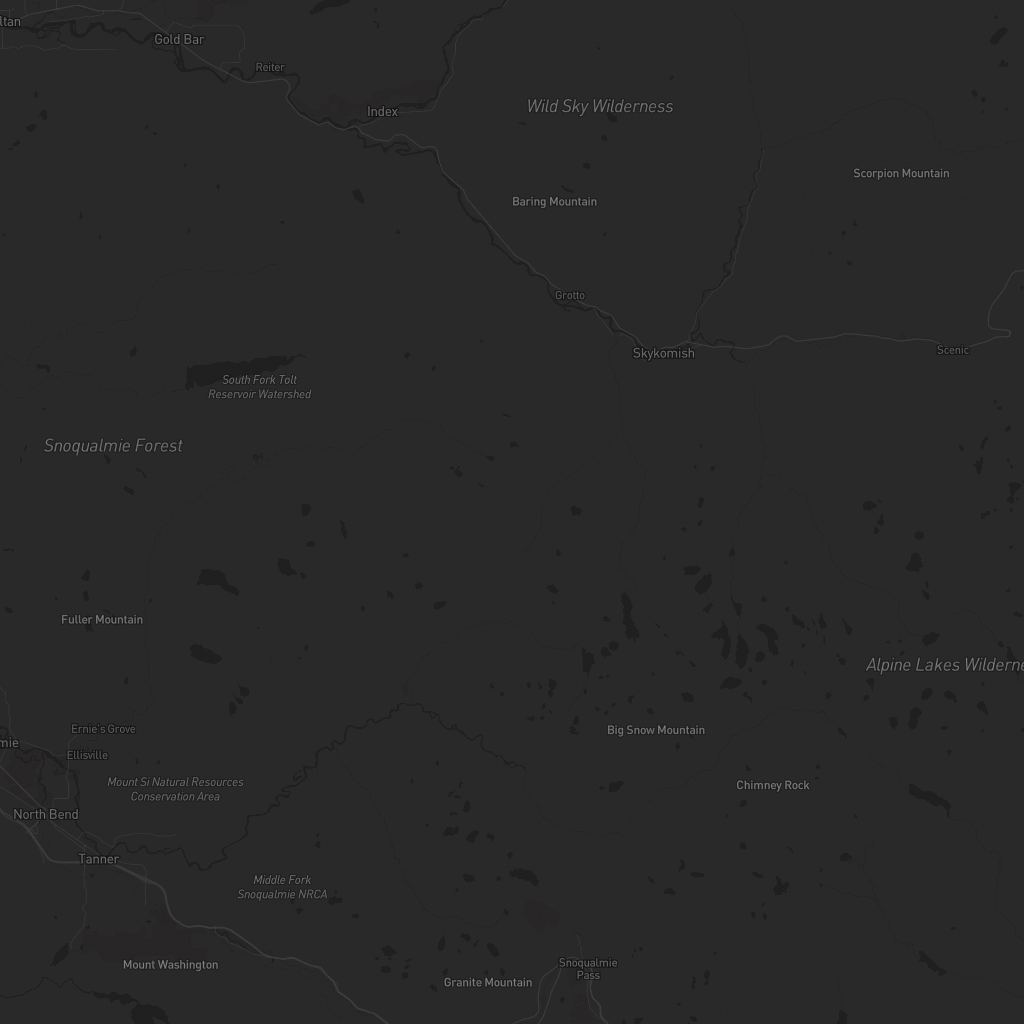 ltan
Gold Bar
Reiter
Index
Wild Sky Wilderness
Scorpion Mountain
Baring Mountain
Grotto
Skykomish
Scenic
South Fork Tolt
Reservoir Watershed
Snoqualmie Forest
Fuller Mountain
Alpine Lakes Wilderne
Ernie's Grove
Big Snow Mountain
mie
Ellisville
Mount Si Natural Resources
Conservation Area
Chimney Rock
North Bend
Tanner
Middle Fork
Snoqualmie NRCA
Mount Washington
Snoqualmie
Pass
Granite Mountain